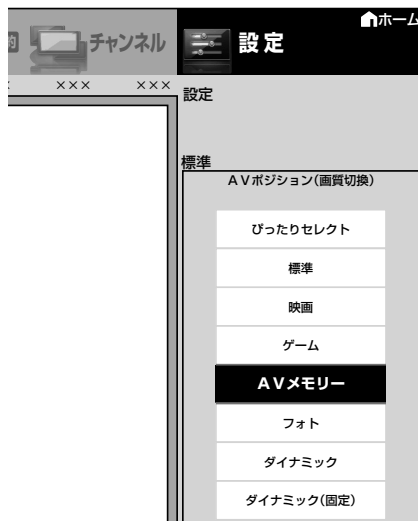 ホーム
チャンネル
設定
××× ×××
設定
標準
AVポジション(画質切換)
ぴったりセレクト
標準
映画
ゲーム
AVメモリー
フォト
ダイナミック
ダイナミック(固定)